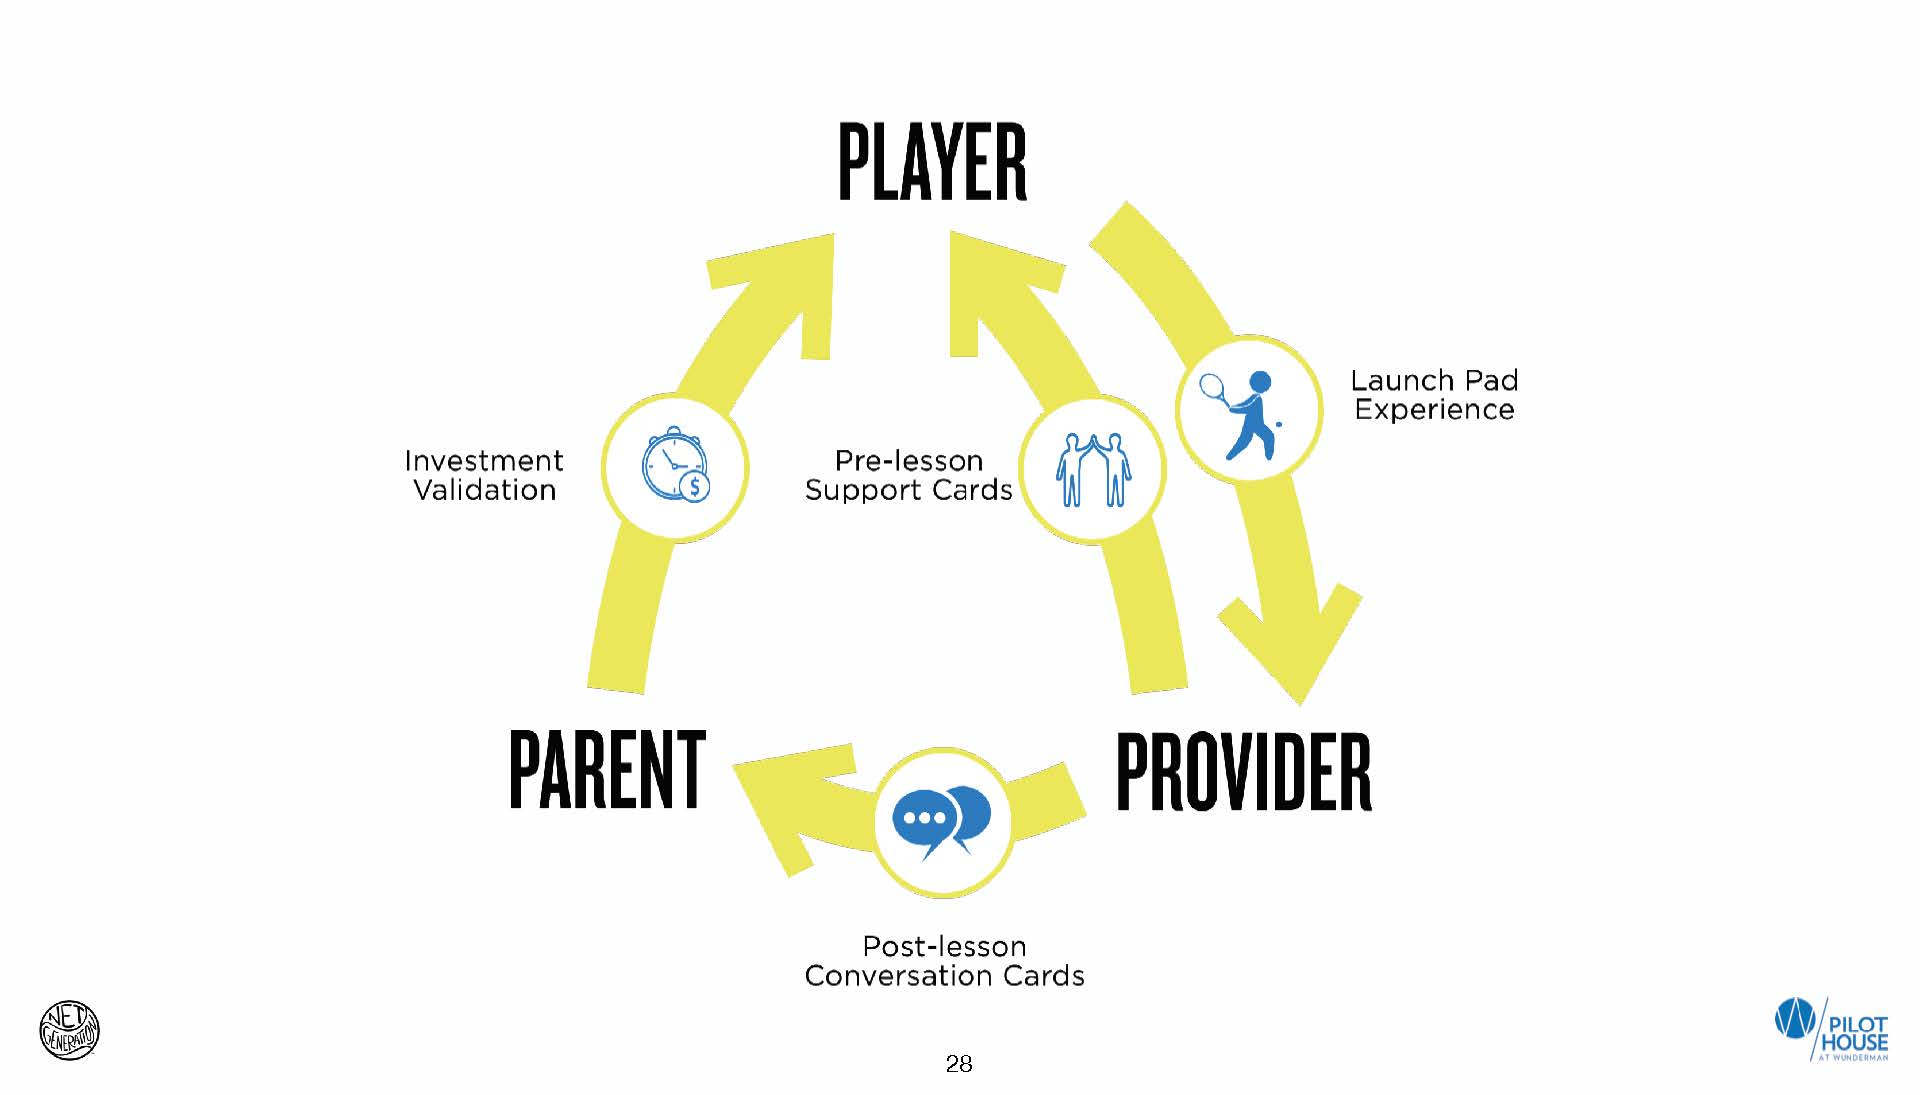 PLAYER
Launch Pad
Experience
Investment
Validation
$
Pre-lesson
Support Cards
PARENT
PROVIDER
Post-lesson
Conversation Cards
NET
GENERATION
28
PILOT
HOUSE
AT WUNDERMAN